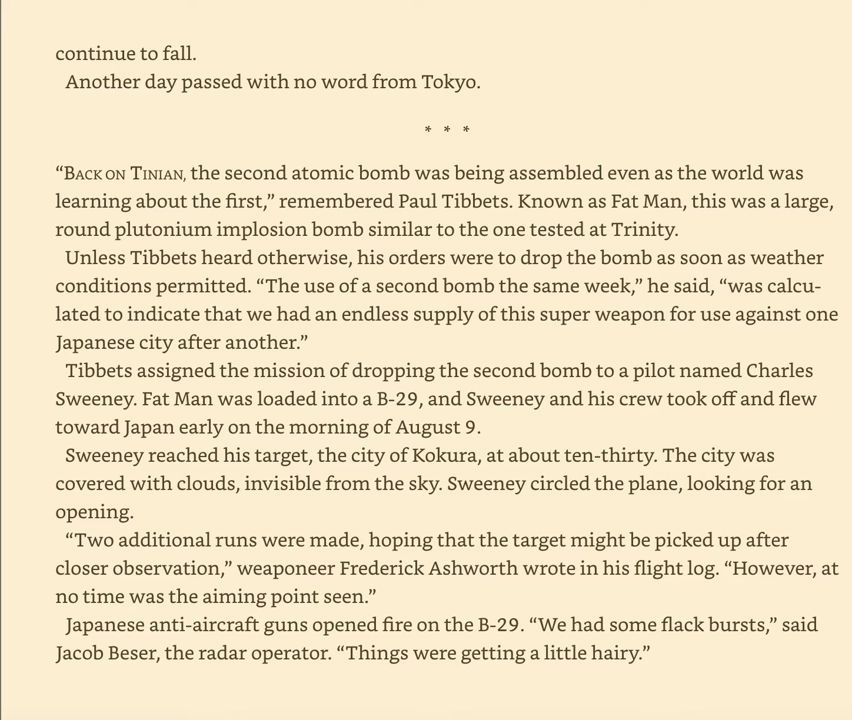 continue to fall.
Another day passed with no word from Tokyo.
* * *
“BACK ON TINIAN, the second atomic bomb was being assembled even as the world was
learning about the first,” remembered Paul Tibbets. Known as Fat Man, this was a large,
round plutonium implosion bomb similar to the one tested at Trinity.
Unless Tibbets heard otherwise, his orders were to drop the bomb as soon as weather
conditions permitted. “The use of a second bomb the same week,” he said, “was calcu-
lated to indicate that we had an endless supply of this super weapon for use against one
Japanese city after another.”
Tibbets assigned the mission of dropping the second bomb to a pilot named Charles
Sweeney. Fat Man was loaded into a B-29, and Sweeney and his crew took off and flew
toward Japan early on the morning of August 9.
Sweeney reached his target, the city of Kokura, at about ten-thirty. The city was
covered with clouds, invisible from the sky. Sweeney circled the plane, looking for an
opening.
“Two additional runs were made, hoping that the target might be picked up after
closer observation,” weaponeer Frederick Ashworth wrote in his flight log. “However, at
no time was the aiming point seen.”
Japanese anti-aircraft guns opened fire on the B-29. “We had some flack bursts,” said
Jacob Beser, the radar operator. “Things were getting a little hairy.”